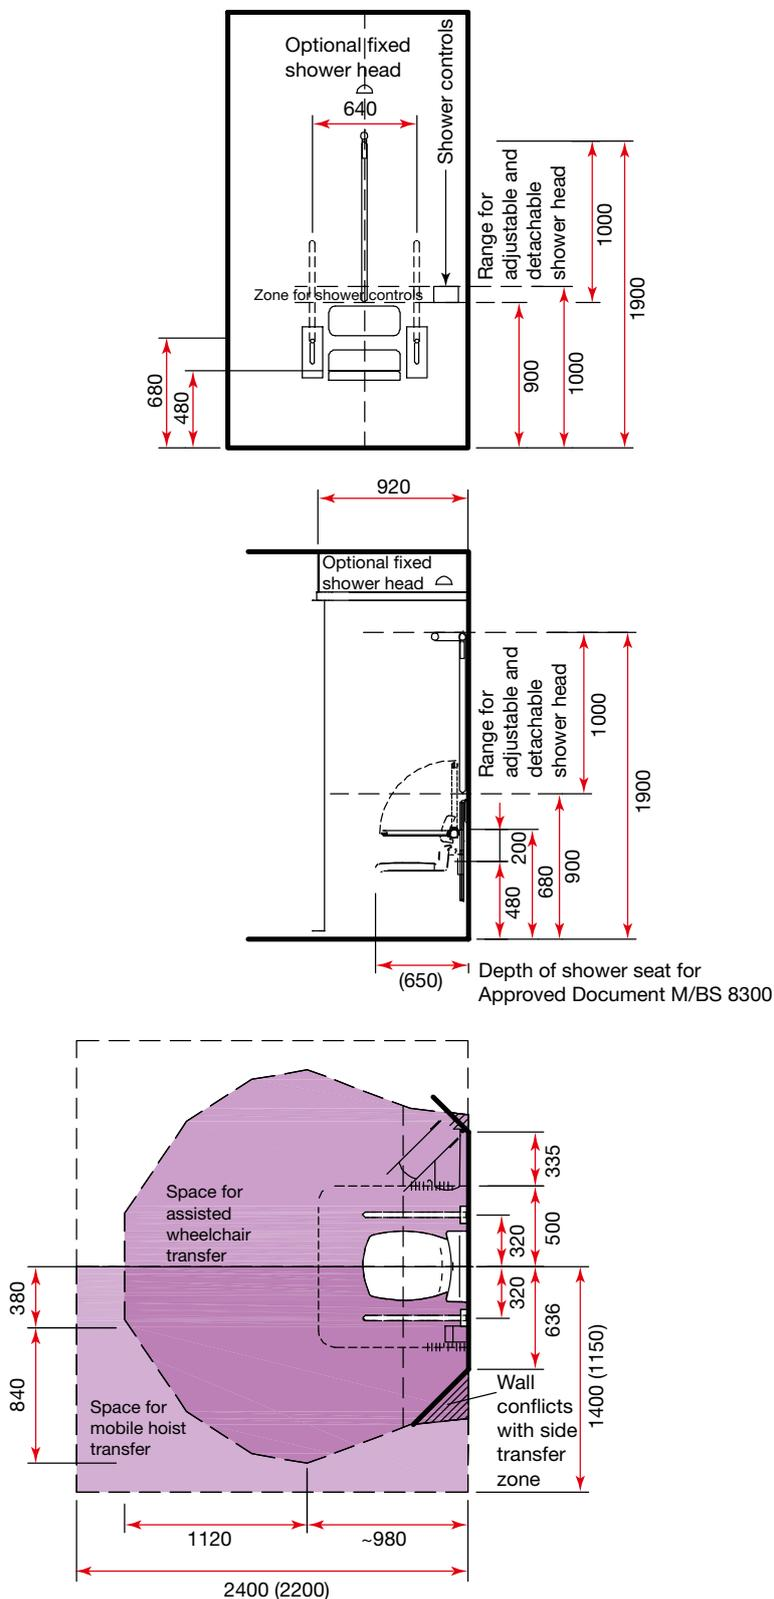 Optional fixed
shower head
Shower controls
640
Range for
adjustable and
detachable
shower head
1000
1900
Zone for shower controls
680
480
900
1000
920
Optional fixed
shower head
Range for
adjustable and
detachable
shower head
1000
1900
200
480
680
900
(650)
Depth of shower seat for
Approved Document M/BS 8300
Space for
assisted
wheelchair
transfer
335
500
320
320
636
380
840
1400 (1150)
Space for
mobile hoist
transfer
Wall
conflicts
with side
transfer
zone
1120
~980
2400 (2200)